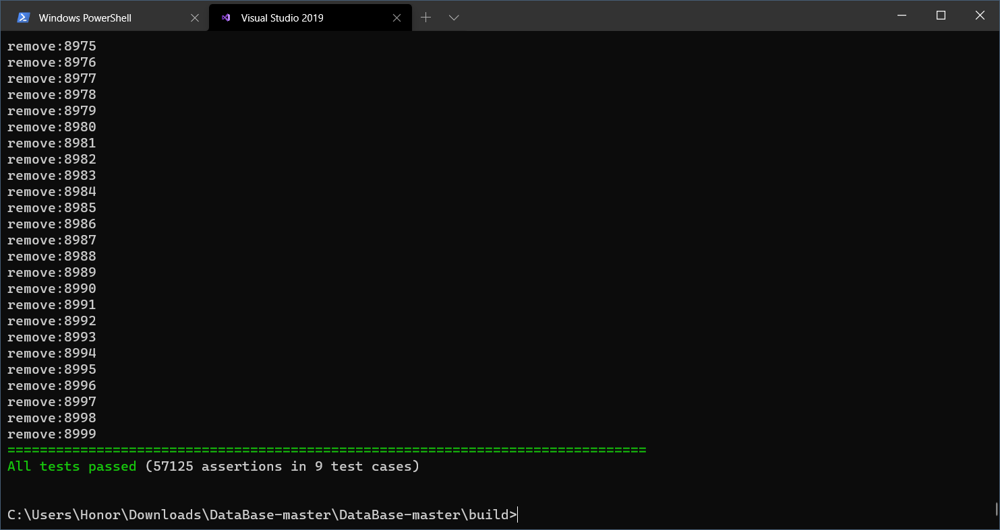 Windows PowerShell
Visual Studio 2019
remove:8975
remove:8976
remove:8977
remove:8978
remove:8979
remove:8980
remove:8981
remove:8982
remove:8983
remove:8984
remove:8985
remove:8986
remove:8987
remove:8988
remove:8989
remove:8990
remove:8991
remove:8992
remove:8993
remove:8994
remove:8995
remove:8996
remove:8997
remove:8998
remove:8999
===============================================================================
All tests passed (57125 assertions in 9 test cases)
C:\Users\Honor\Downloads\DataBase-master\DataBase-master\build>